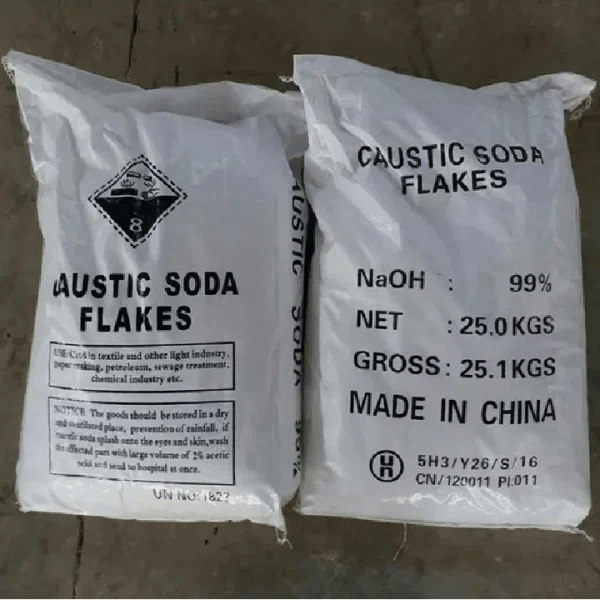 8
AUSTIC SODA
FLAKES
USE: Used in textile and other light industry,
paper making, petroleum, sewage treatment,
chemical industry etc.
NOTICE The goods should be stored in a dry
and ventilated place, prevention of rainfall, if
caustic soda splash onto the eyes and skin,wash
the effected part with large volume of 2% acetic
acid and send to hospital at once.
UN NO:1823
AUSTIC SODA 99%
CAUSTIC SODA
FLAKES
NaOH : 99%
NET : 25.0KGS
GROSS: 25.1KGS
MADE IN CHINA
5H3/Y26/S/16
CN/120011 PI:011